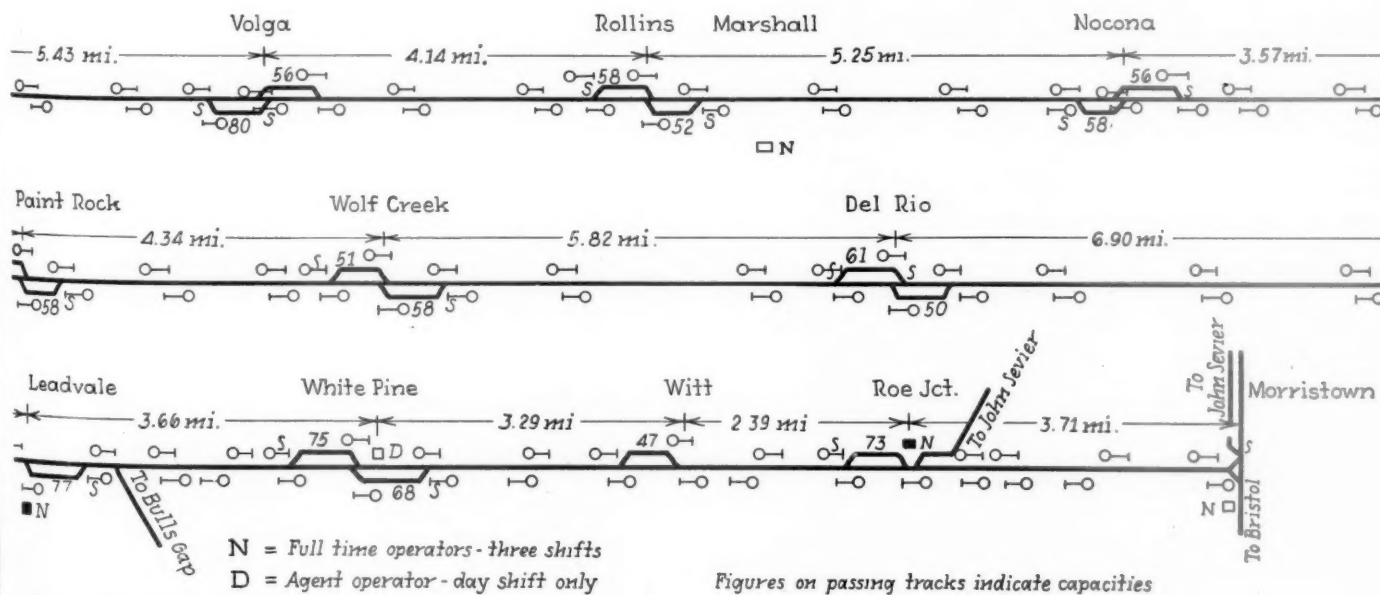 Volga Rollins Marshall Nocona
5.43 mi. 4.14 mi. 5.25 mi. 3.57 mi.
56 58 56
S S S
80 S 52 S S 58
N
Paint Rock Wolf Creek Del Rio
4.34 mi. 5.82 mi. 6.90 mi.
S 51 61
S S
58 S 58 S 50
To John Sevier
To John Sevier
Leadvale White Pine Witt Roe Jct. Morristown
3.66 mi. 3.29 mi 2 39 mi 3.71 mi.
S 75 D 47 S 73 N S
77 S 68 S
N To Bulls Gap N To Bristol
N = Full time operators - three shifts
D = Agent operator - day shift only Figures on passing tracks indicate capacities